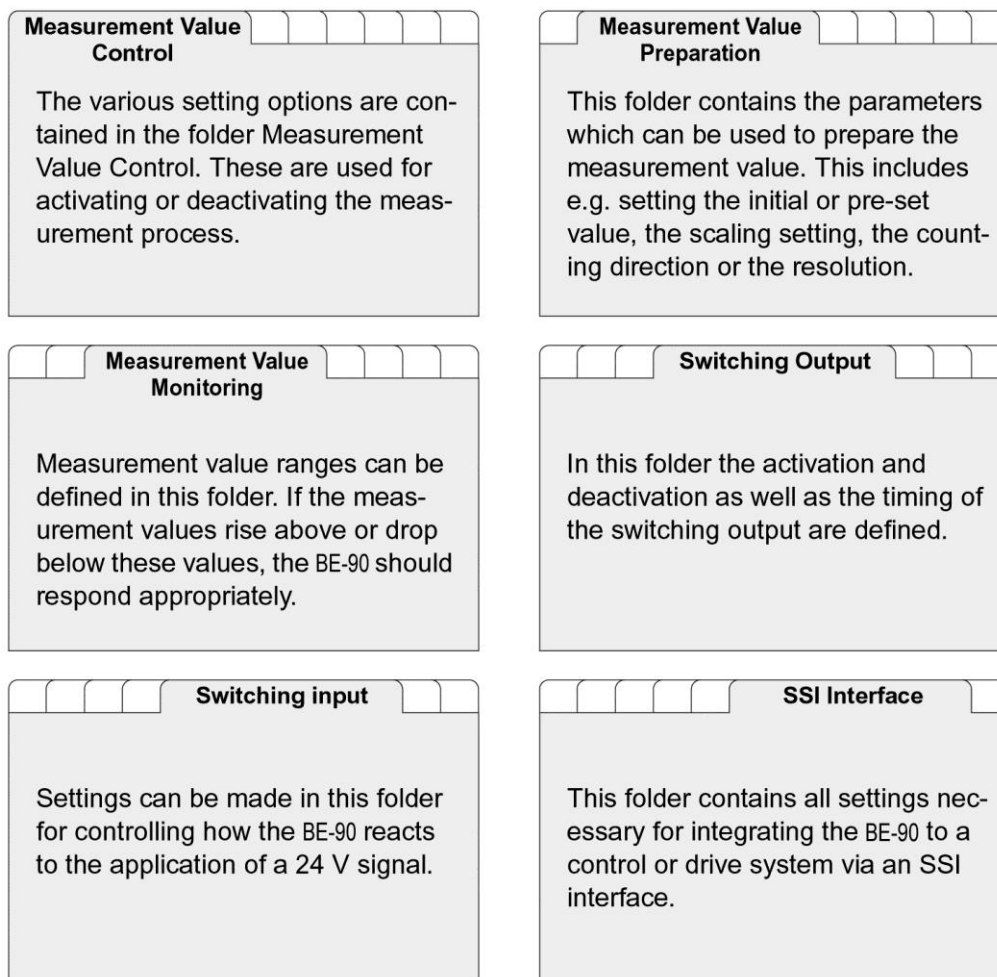 Measurement Value
Control
The various setting options are con-
tained in the folder Measurement
Value Control. These are used for
activating or deactivating the meas-
urement process.
Measurement Value
Preparation
This folder contains the parameters
which can be used to prepare the
measurement value. This includes
e.g. setting the initial or pre-set
value, the scaling setting, the count-
ing direction or the resolution.
Measurement Value
Monitoring
Measurement value ranges can be
defined in this folder. If the meas-
urement values rise above or drop
below these values, the BE-90 should
respond appropriately.
Switching Output
In this folder the activation and
deactivation as well as the timing of
the switching output are defined.
Switching input
Settings can be made in this folder
for controlling how the BE-90 reacts
to the application of a 24 V signal.
SSI Interface
This folder contains all settings nec-
essary for integrating the BE-90 to a
control or drive system via an SSI
interface.